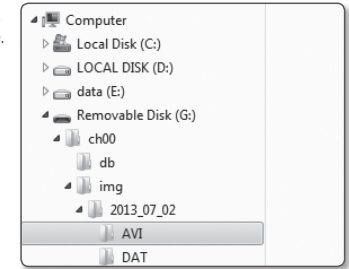 .
Computer
Local Disk (C:)
LOCAL DISK (D:)
data (E:)
Removable Disk (G:)
ch00
db
img
2013_07_02
AVI
DAT